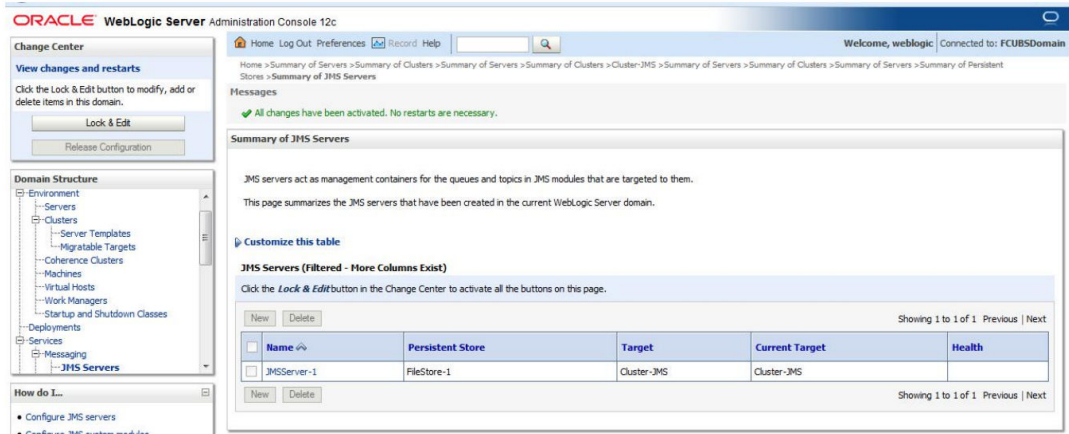 ORACLE WebLogic Server Administration Console 12c
Change Center
View changes and restarts
Click the Lock & Edit button to modify, add or
delete items in this domain.
Lock & Edit
Release Configuration
Domain Structure
Environment
Servers
Clusters
Server Templates
Migratable Targets
Coherence Clusters
Machines
Virtual Hosts
Work Managers
Startup and Shutdown Classes
Deployments
Services
Messaging
JMS Servers
How do I...
Configure JMS servers
Configure JMS system modules
Home Log Out Preferences Record Help
Welcome, weblogic Connected to: FCUBSDomain
Home >Summary of Servers >Summary of Clusters >Summary of Servers >Summary of Clusters >Cluster-JMS >Summary of Servers >Summary of Clusters >Summary of Servers >Summary of Persistent
Stores >Summary of JMS Servers
Messages
All changes have been activated. No restarts are necessary.
Summary of JMS Servers
JMS servers act as management containers for the queues and topics in JMS modules that are targeted to them.
This page summarizes the JMS servers that have been created in the current WebLogic Server domain.
Customize this table
JMS Servers (Filtered - More Columns Exist)
Click the Lock & Edit button in the Change Center to activate all the buttons on this page.
New Delete Showing 1 to 1 of 1 Previous | Next
Name Persistent Store Target Current Target Health
JMSServer-1 FileStore-1 Cluster-JMS Cluster-JMS
New Delete Showing 1 to 1 of 1 Previous | Next